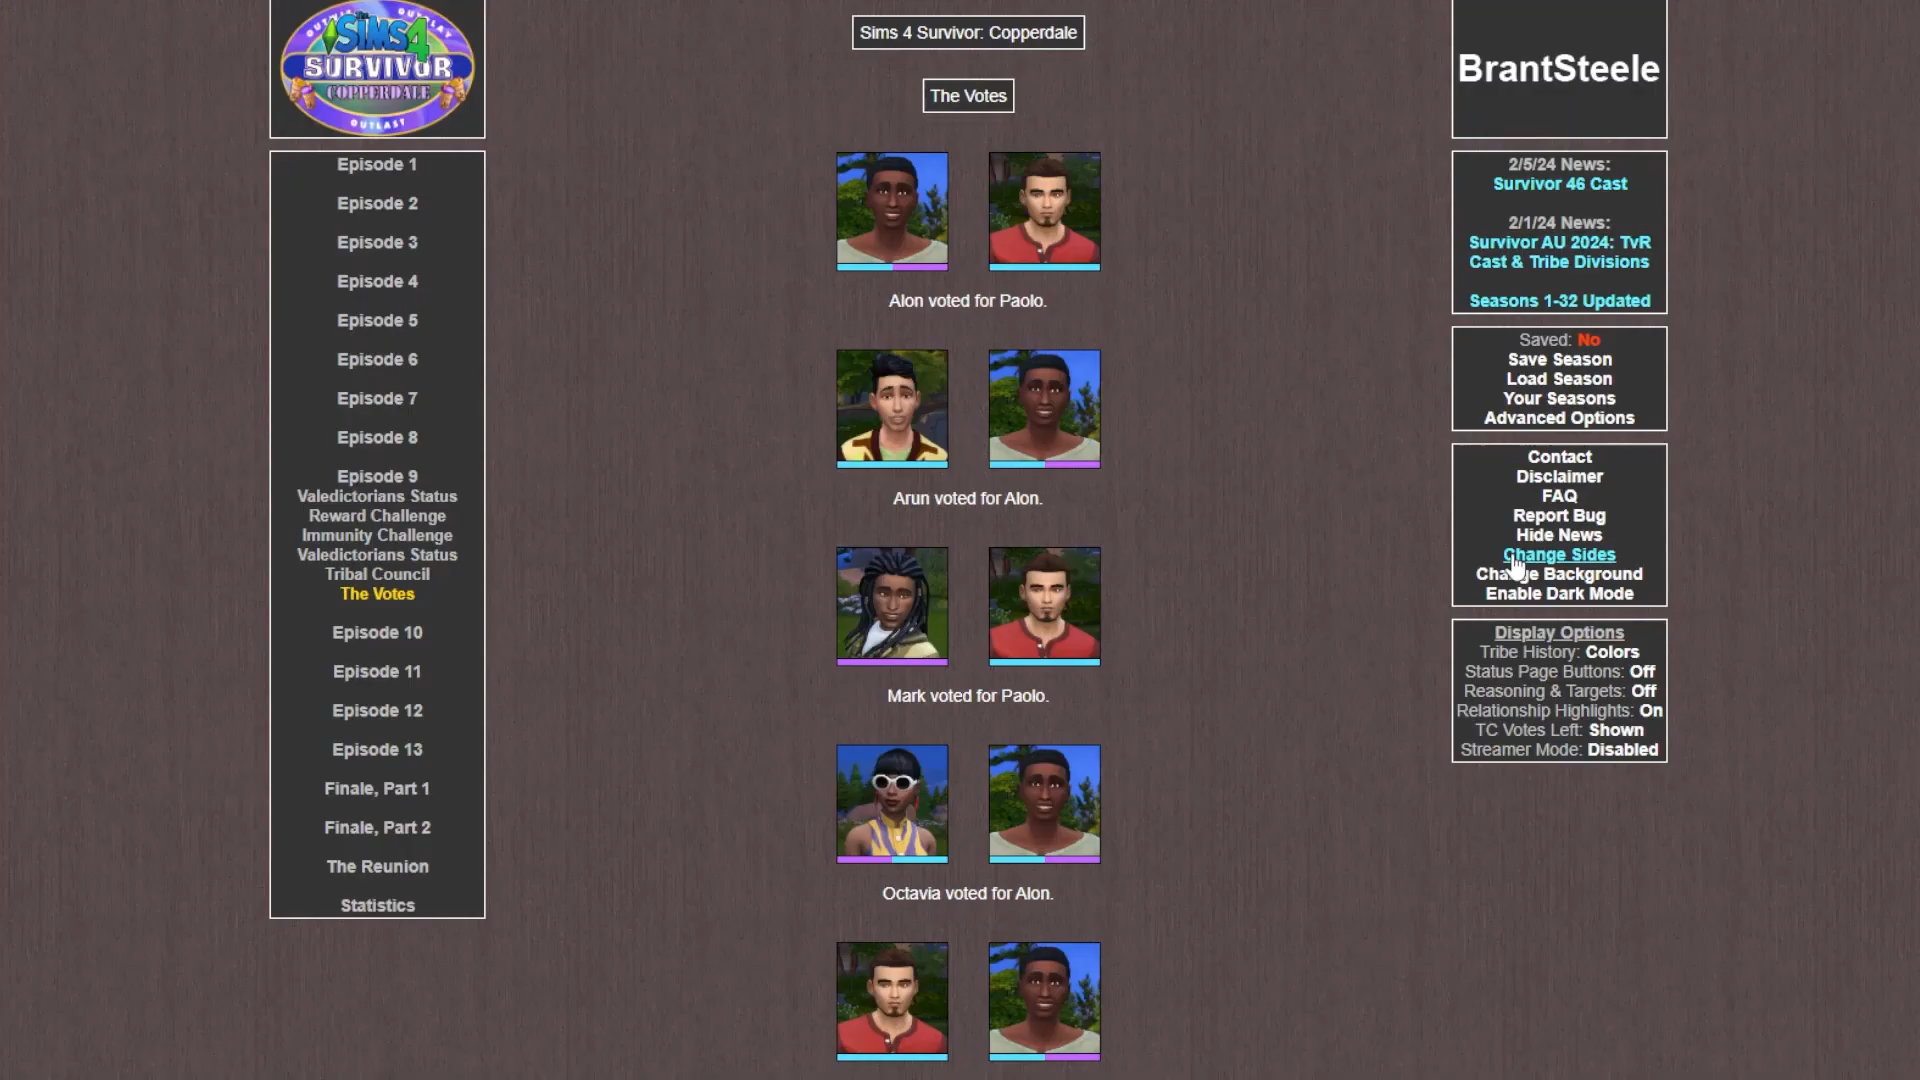 OUTWIT OUTPLAY
THE SiMS 4
SURVIVOR
COPPERDALE
OUTLAST
Episode 1
Episode 2
Episode 3
Episode 4
Episode 5
Episode 6
Episode 7
Episode 8
Episode 9
Valedictorians Status
Reward Challenge
Immunity Challenge
Valedictorians Status
Tribal Council
The Votes
Episode 10
Episode 11
Episode 12
Episode 13
Finale, Part 1
Finale, Part 2
The Reunion
Statistics
Sims 4 Survivor: Copperdale
The Votes
Alon voted for Paolo.
Arun voted for Alon.
Mark voted for Paolo.
Octavia voted for Alon.
BrantSteele
2/5/24 News:
Survivor 46 Cast
2/1/24 News:
Survivor AU 2024: TvR
Cast & Tribe Divisions
Seasons 1-32 Updated
Saved: No
Save Season
Load Season
Your Seasons
Advanced Options
Contact
Disclaimer
FAQ
Report Bug
Hide News
Change Sides
Change Background
Enable Dark Mode
Display Options
Tribe History: Colors
Status Page Buttons: Off
Reasoning & Targets: Off
Relationship Highlights: On
TC Votes Left: Shown
Streamer Mode: Disabled